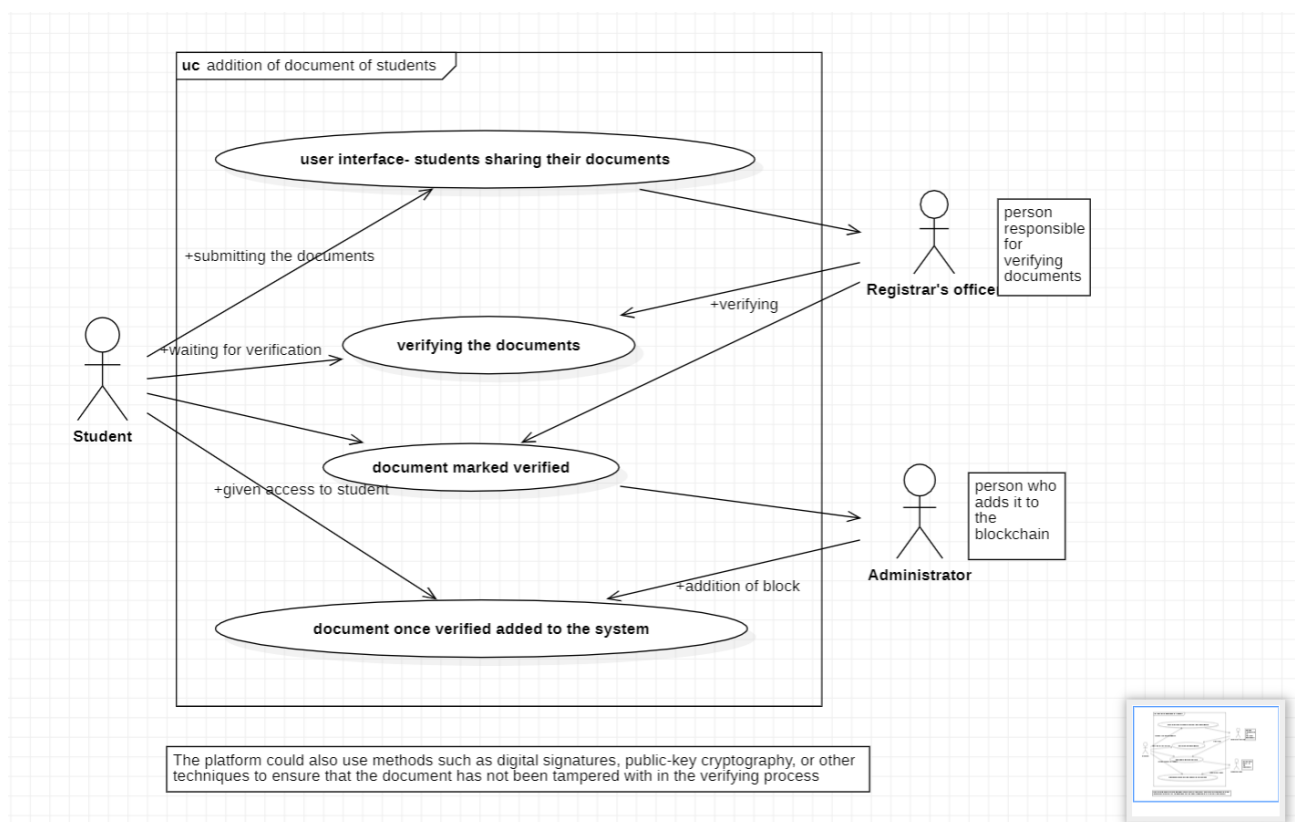 uc addition of document of students
user interface- students sharing their documents
person
responsible
for
verifying
documents
+submitting the documents
Registrar's office
+verifying
+waiting for verification
verifying the documents
Student
document marked verified
+given access to student
person who
adds it to
the
blockchain
Administrator
+addition of block
document once verified added to the system
The platform could also use methods such as digital signatures, public-key cryptography, or other
techniques to ensure that the document has not been tampered with in the verifying process